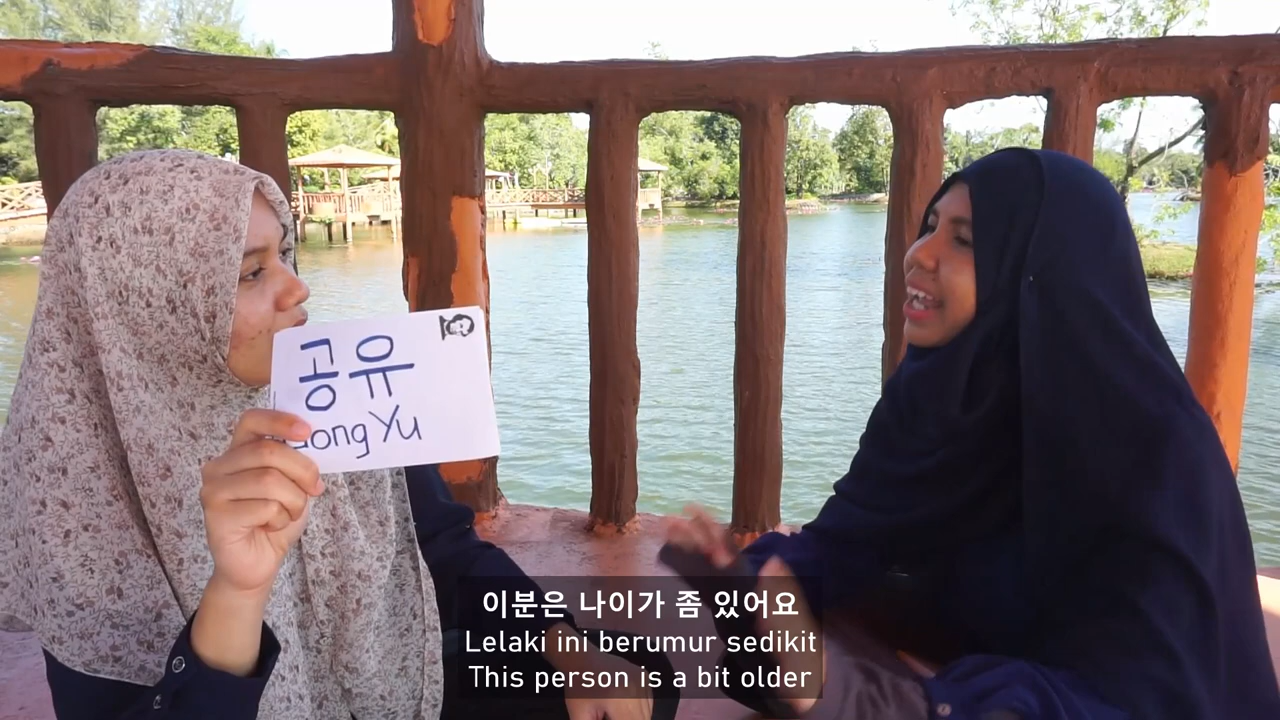 공유
Gong Yu
이분은 나이가 좀 있어요
Lelaki ini berumur sedikit
This person is a bit older